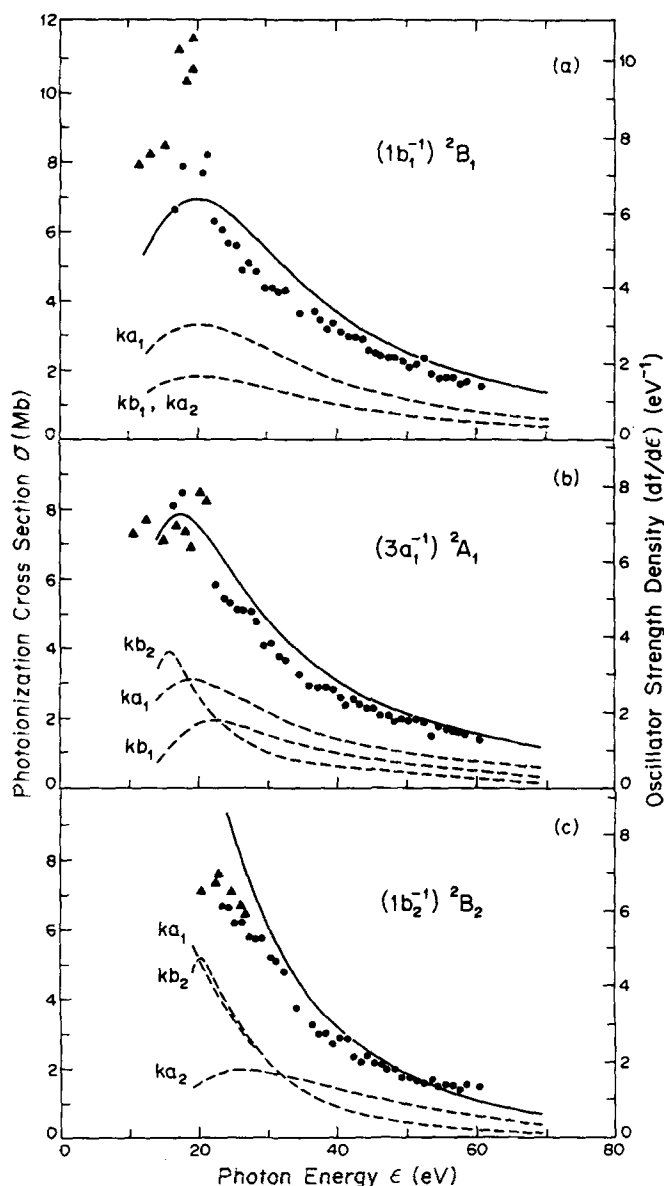 12
10
8
6
4
2
0
10
8
6
4
2
0
(a)
(1b₁⁻¹) ²B₁
ka₁
kb₁, ka₂
8
6
4
2
0
8
6
4
2
0
(b)
(3a₁⁻¹) ²A₁
kb₂
ka₁
kb₁
8
6
4
2
0
8
6
4
2
0
(c)
(1b₂⁻¹) ²B₂
ka₁
kb₂
ka₂
0 20 40 60 80
Photon Energy ϵ (eV)
Photoionization Cross Section σ (Mb)
Oscillator Strength Density (df/dϵ) (eV⁻¹)